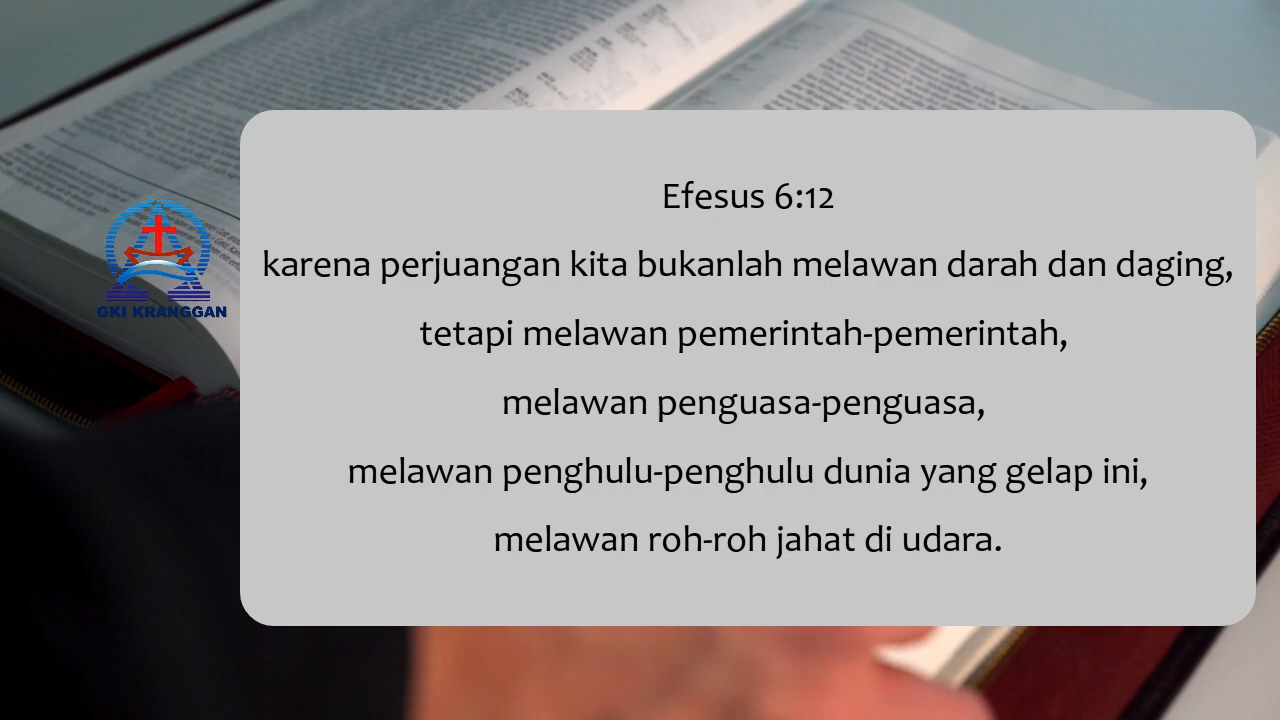 Efesus 6:12
karena perjuangan kita bukanlah melawan darah dan daging,
tetapi melawan pemerintah-pemerintah,
melawan penguasa-penguasa,
melawan penghulu-penghulu dunia yang gelap ini,
melawan roh-roh jahat di udara.
GKI KRANGGAN